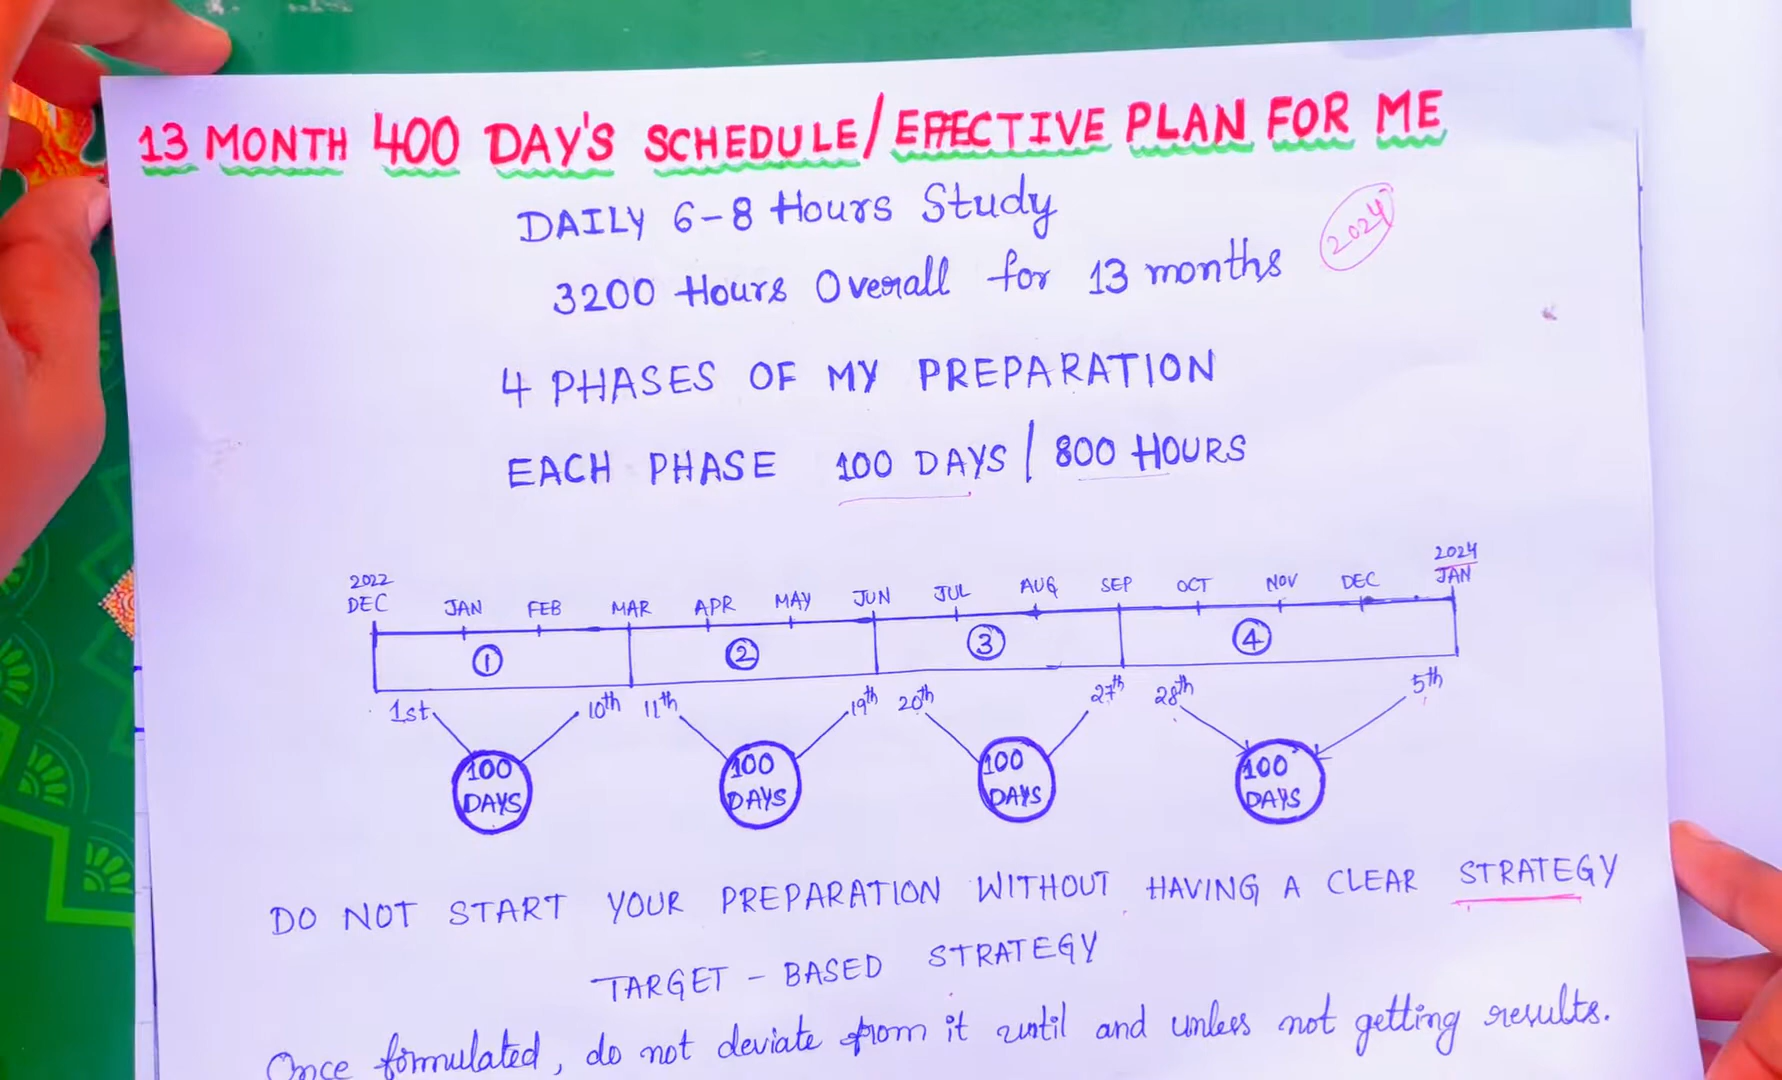 13 MONTH 400 DAY'S SCHEDULE/EFFECTIVE PLAN FOR ME
DAILY 6-8 Hours Study
2024
3200 Hours Overall for 13 months
4 PHASES OF MY PREPARATION
EACH PHASE 100 DAYS | 800 HOURS
2022 DEC JAN FEB MAR APR MAY JUN JUL AUG SEP OCT NOV DEC 2024 JAN
1 2 3 4
1st 10th 11th 19th 20th 27th 28th 5th
100 DAYS 100 DAYS 100 DAYS 100 DAYS
DO NOT START YOUR PREPARATION WITHOUT HAVING A CLEAR STRATEGY
TARGET - BASED STRATEGY
Once formulated, do not deviate from it until and unless not getting results.